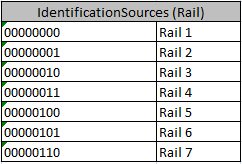 IdentificationSources (Rail)
00000000 Rail 1
00000001 Rail 2
00000010 Rail 3
00000011 Rail 4
00000100 Rail 5
00000101 Rail 6
00000110 Rail 7